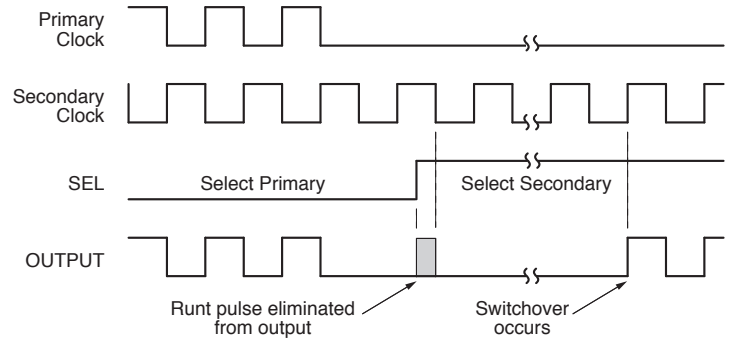 Primary
Clock
Secondary
Clock
SEL
Select Primary
Select Secondary
OUTPUT
Runt pulse eliminated
from output
Switchover
occurs